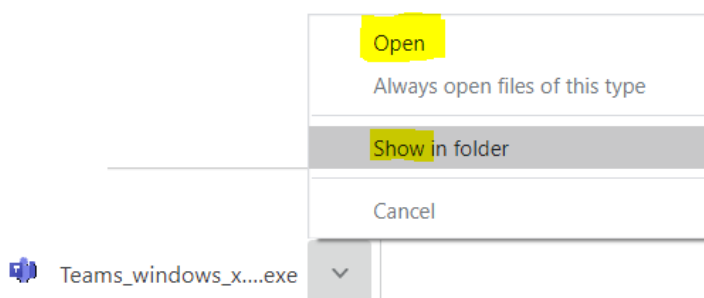 Open
Always open files of this type
Show in folder
Cancel
Teams_windows_x....exe